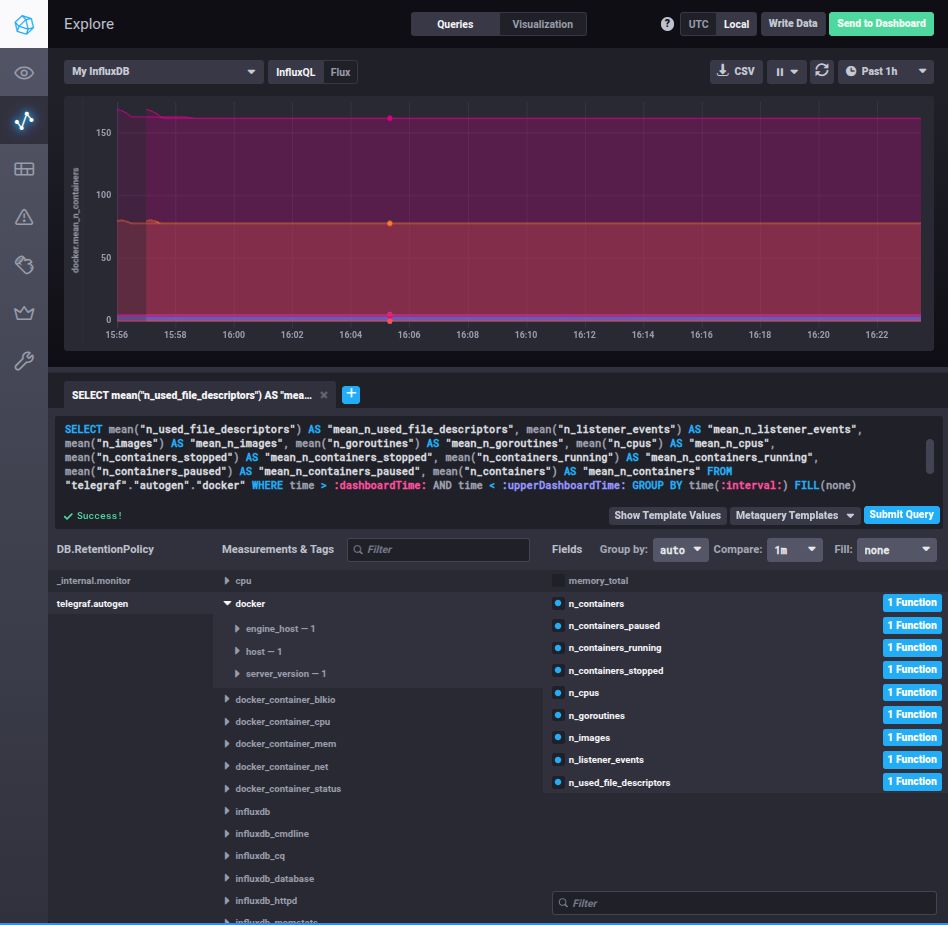 Explore
Queries Visualization
? UTC Local Write Data Send to Dashboard
My InfluxDB InfluxQL Flux CSV Past 1h
docker.mean_n_containers
150
100
50
0
15:56 15:58 16:00 16:02 16:04 16:06 16:08 16:10 16:12 16:14 16:16 16:18 16:20 16:22
SELECT mean("n_used_file_descriptors") AS "mea... × +
SELECT mean("n_used_file_descriptors") AS "mean_n_used_file_descriptors", mean("n_listener_events") AS "mean_n_listener_events",
mean("n_images") AS "mean_n_images", mean("n_goroutines") AS "mean_n_goroutines", mean("n_cpus") AS "mean_n_cpus",
mean("n_containers_stopped") AS "mean_n_containers_stopped", mean("n_containers_running") AS "mean_n_containers_running",
mean("n_containers_paused") AS "mean_n_containers_paused", mean("n_containers") AS "mean_n_containers" FROM
"telegraf"."autogen"."docker" WHERE time > :dashboardTime: AND time < :upperDashboardTime: GROUP BY time(:interval:) FILL(none)
Success! Show Template Values Metaquery Templates Submit Query
DB.RetentionPolicy Measurements & Tags Filter Fields Group by: auto Compare: 1m Fill: none
_internal.monitor cpu memory_total
telegraf.autogen docker n_containers 1 Function
engine_host — 1 n_containers_paused 1 Function
host — 1 n_containers_running 1 Function
server_version — 1 n_containers_stopped 1 Function
docker_container_blkio n_cpus 1 Function
docker_container_cpu n_goroutines 1 Function
docker_container_mem n_images 1 Function
docker_container_net n_listener_events 1 Function
docker_container_status n_used_file_descriptors 1 Function
influxdb
influxdb_cmdline
influxdb_cq
influxdb_database
influxdb_httpd Filter
influxdb_memstats